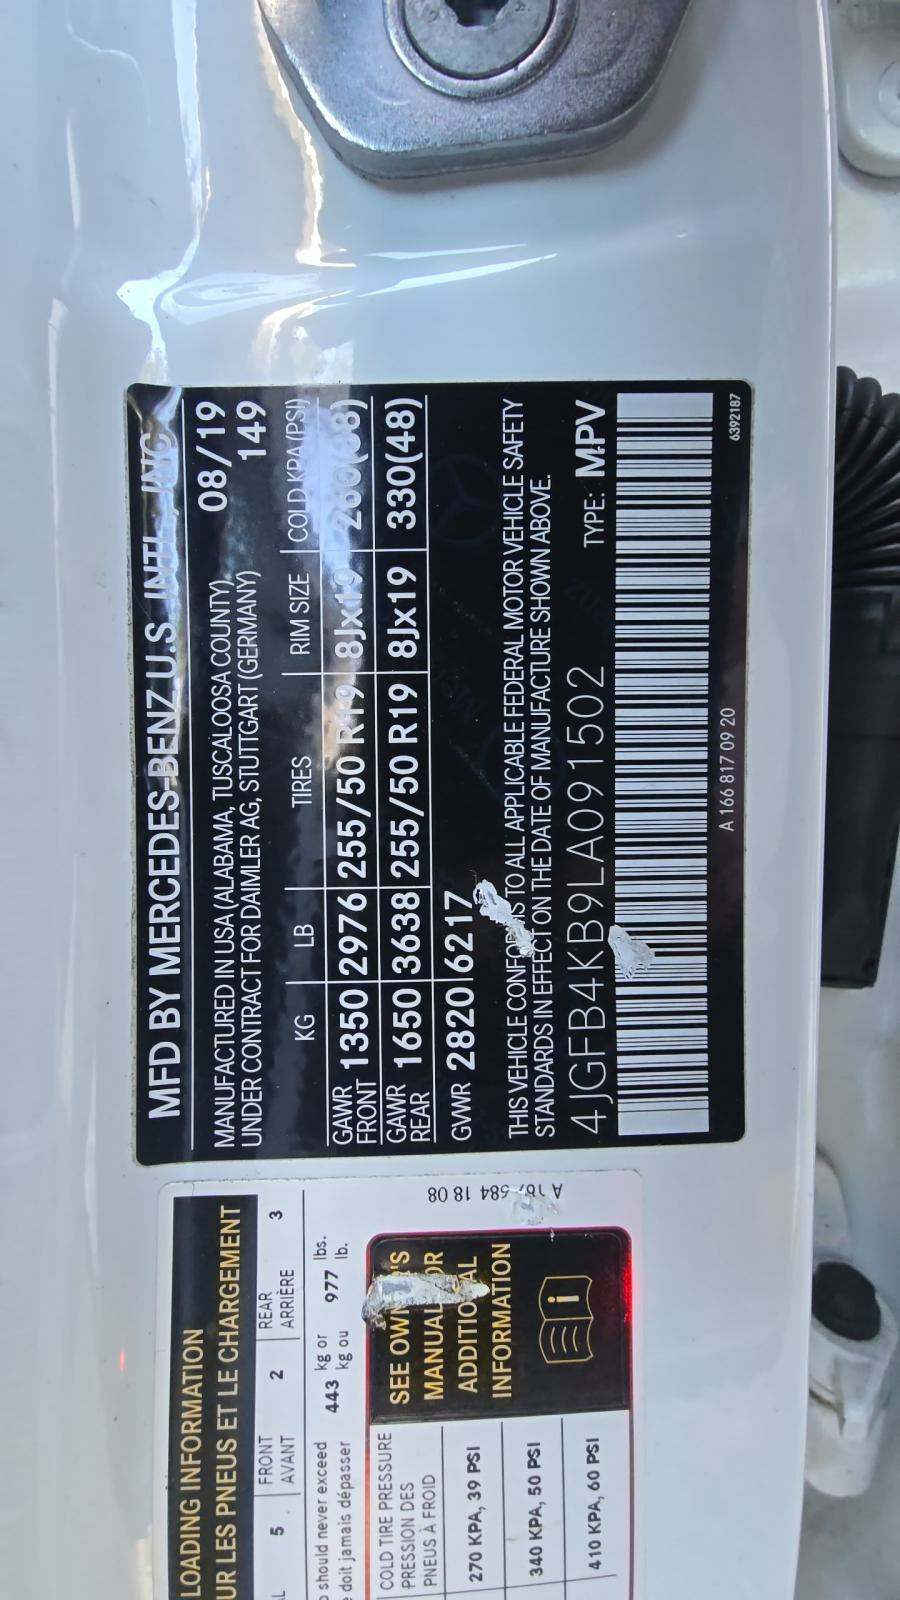 MFD BY MERCEDES-BENZ U.S. INTL., INC
MANUFACTURED IN USA (ALABAMA, TUSCALOOSA COUNTY) 08/19
UNDER CONTRACT FOR DAIMLER AG, STUTTGART (GERMANY) 149
KG LB TIRES RIM SIZE COLD KPA(PSI)
GAWR FRONT 1350 2976 255/50 R19 8Jx19 260(38)
GAWR REAR 1650 3638 255/50 R19 8Jx19 330(48)
GVWR 2820 6217
THIS VEHICLE CONFORMS TO ALL APPLICABLE FEDERAL MOTOR VEHICLE SAFETY
STANDARDS IN EFFECT ON THE DATE OF MANUFACTURE SHOWN ABOVE.
4JGFB4KB9LA091502 TYPE: MPV
A 166 817 09 20 6392187
LOADING INFORMATION
UR LES PNEUS ET LE CHARGEMENT
5 FRONT AVANT 2 REAR ARRIÈRE 3
should never exceed 443 kg or lbs.
doit jamais dépasser kg ou 977 lb.
COLD TIRE PRESSURE
PRESSION DES
PNEUS À FROID
270 KPA, 39 PSI
340 KPA, 50 PSI
410 KPA, 60 PSI
SEE OWNER'S
MANUAL FOR
ADDITIONAL
INFORMATION
584 18 08